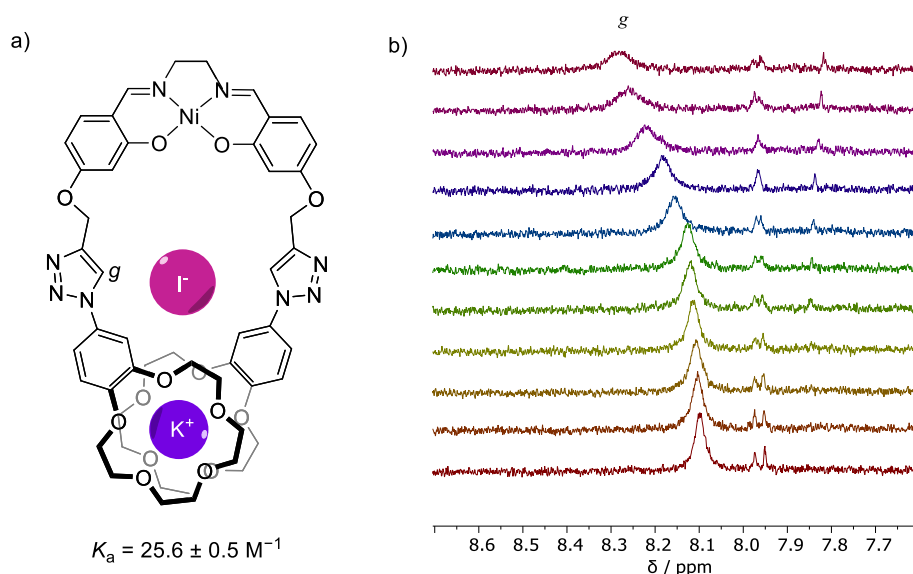 a)
N N
Ni
O O
O O
N N
N g N
N I⁻ N
O O
O O
O K⁺ O
O O
O O
Kₐ = 25.6 ± 0.5 M⁻¹
b)
g
8.6 8.5 8.4 8.3 8.2 8.1 8.0 7.9 7.8 7.7
δ / ppm